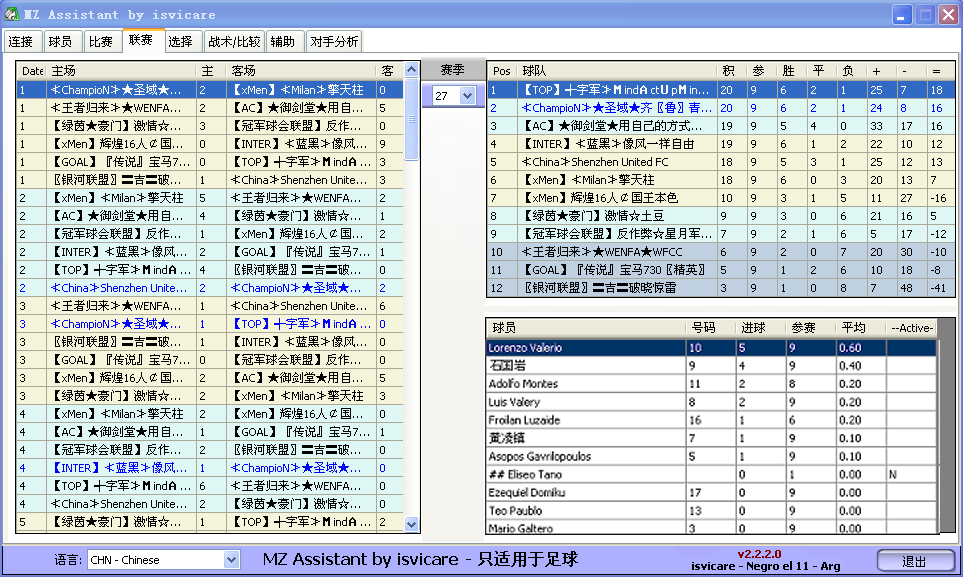 MZ Assistant by isvicare
连接 球员 比赛 联赛 选择 战术/比较 辅助 对手分析
Date 主场 主 客场 客
1 ≮ChampioN≯★圣域★... 2 【xMen】≮Milan≯擎天柱 0
1 ≮王者归来≯★WENFA... 2 【AC】★御剑堂★用自... 5
1 【绿茵★豪门】激情☆... 3 【冠军球会联盟】反作... 0
1 【xMen】辉煌16人￠国... 0 【INTER】≮蓝黑≯像风... 9
1 【GOAL】『传说』宝马7... 0 【TOP】十字军≯MindA... 3
1 〖银河联盟〗〓吉〓破... 1 ≮China≯Shenzhen Unite... 3
2 【xMen】≮Milan≯擎天柱 5 ≮王者归来≯★WENFA... 2
2 【AC】★御剑堂★用自... 4 【绿茵★豪门】激情☆... 1
2 【冠军球会联盟】反作... 2 【xMen】辉煌16人￠国... 0
2 【INTER】≮蓝黑≯像风... 2 【GOAL】『传说』宝马7... 1
2 【TOP】十字军≯MindA... 4 〖银河联盟〗〓吉〓破... 0
2 ≮China≯Shenzhen Unite... 2 ≮ChampioN≯★圣域★... 2
3 ≮王者归来≯★WENFA... 1 ≮China≯Shenzhen Unite... 6
3 ≮ChampioN≯★圣域★... 1 【TOP】十字军≯MindA... 0
3 〖银河联盟〗〓吉〓破... 1 【INTER】≮蓝黑≯像风... 0
3 【GOAL】『传说』宝马7... 0 【冠军球会联盟】反作... 0
3 【xMen】辉煌16人￠国... 2 【AC】★御剑堂★用自... 5
3 【绿茵★豪门】激情☆... 2 【xMen】≮Milan≯擎天柱 3
4 【xMen】≮Milan≯擎天柱 2 【xMen】辉煌16人￠国... 0
4 【AC】★御剑堂★用自... 1 【GOAL】『传说』宝马7... 1
4 【冠军球会联盟】反作... 2 〖银河联盟〗〓吉〓破... 0
4 【INTER】≮蓝黑≯像风... 1 ≮ChampioN≯★圣域★... 0
4 【TOP】十字军≯MindA... 6 ≮王者归来≯★WENFA... 0
4 ≮China≯Shenzhen Unite... 2 【绿茵★豪门】激情☆... 0
5 【绿茵★豪门】激情☆... 1 【TOP】十字军≯MindA... 2
赛季
27
Pos 球队 积 参 胜 平 负 + - =
1 【TOP】十字军≯MindActUpMin... 20 9 6 2 1 25 7 18
2 ≮ChampioN≯★圣域★齐〖鲁〗青... 20 9 6 2 1 24 8 16
3 【AC】★御剑堂★用自己的方式... 19 9 5 4 0 33 17 16
4 【INTER】≮蓝黑≯像风一样自由 19 9 6 1 2 22 10 12
5 ≮China≯Shenzhen United FC 18 9 5 3 1 25 12 13
6 【xMen】≮Milan≯擎天柱 18 9 6 0 3 20 13 7
7 【xMen】辉煌16人￠国王本色 10 9 3 1 5 11 27 -16
8 【绿茵★豪门】激情☆土豆 9 9 3 0 6 21 16 5
9 【冠军球会联盟】反作弊☆星月军... 7 9 2 1 6 5 17 -12
10 ≮王者归来≯★WENFA★WFCC 6 9 2 0 7 20 30 -10
11 【GOAL】『传说』宝马730〖精英〗 5 9 1 2 6 10 18 -8
12 〖银河联盟〗〓吉〓破晓惊雷 3 9 1 0 8 7 48 -41
球员 号码 进球 参赛 平均 --Active-
Lorenzo Valerio 10 5 9 0.60
石国岩 9 4 9 0.40
Adolfo Montes 11 2 8 0.20
Luis Valery 8 2 9 0.20
Froilan Luzaide 16 1 6 0.20
黄凌镇 7 1 9 0.10
Asopos Gavrilopoulos 5 1 9 0.10
## Eliseo Tano 0 1 0.00 N
Ezequiel Domiku 17 0 9 0.00
Teo Paublo 13 0 9 0.00
Mario Galtero 3 0 9 0.00
语言: CHN - Chinese
MZ Assistant by isvicare - 只适用于足球
v2.2.2.0
isvicare - Negro el 11 - Arg
退出